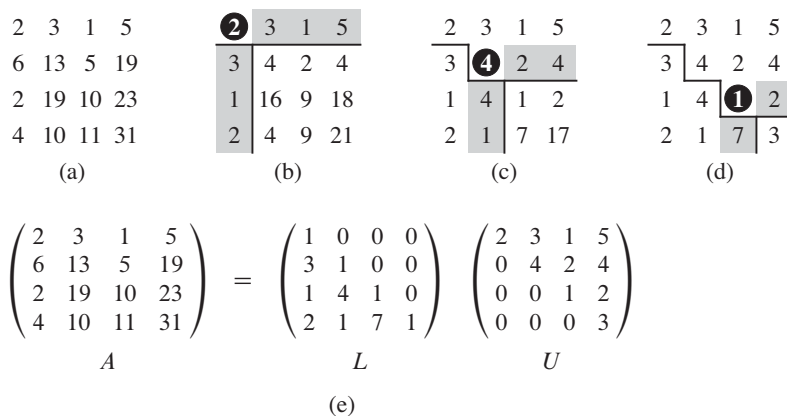 2 3 1 5 2 3 1 5 2 3 1 5 2 3 1 5
6 13 5 19 3 4 2 4 3 4 2 4 3 4 2 4
2 19 10 23 1 16 9 18 1 4 1 2 1 4 1 2
4 10 11 31 2 4 9 21 2 1 7 17 2 1 7 3
(a) (b) (c) (d)
2 3 1 5 1 0 0 0 2 3 1 5
6 13 5 19 3 1 0 0 0 4 2 4
= 
2 19 10 23 1 4 1 0 0 0 1 2
4 10 11 31 2 1 7 1 0 0 0 3
A L U
(e)